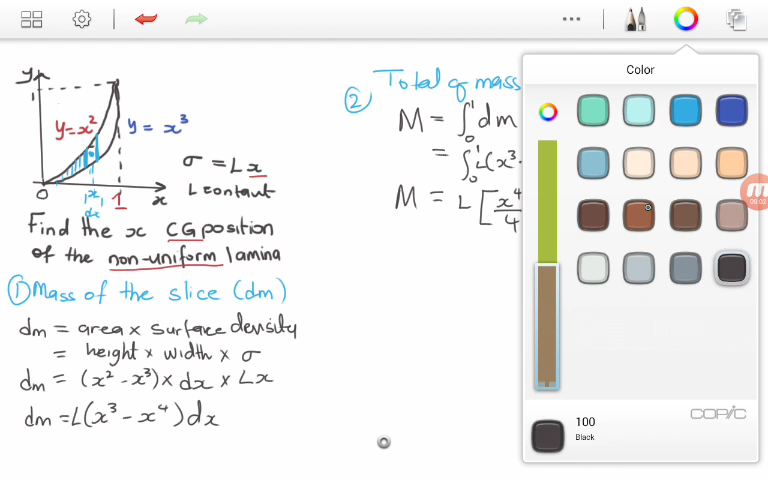 y
1
y=x²
y = x³
σ = Lx
L contant
0
x
dx
1
x
Find the x CG position
of the non-uniform lamina
① Mass of the slice (dm)
dm = area x surface density
= height x width x σ
dm = (x² - x³) x dx x Lx
dm = L(x³ - x⁴) dx
② Total of mass
M = ∫₀¹ dm
= ∫₀¹ L(x³ -
M = L [x⁴/4
Color
100
Black
COPIC
M